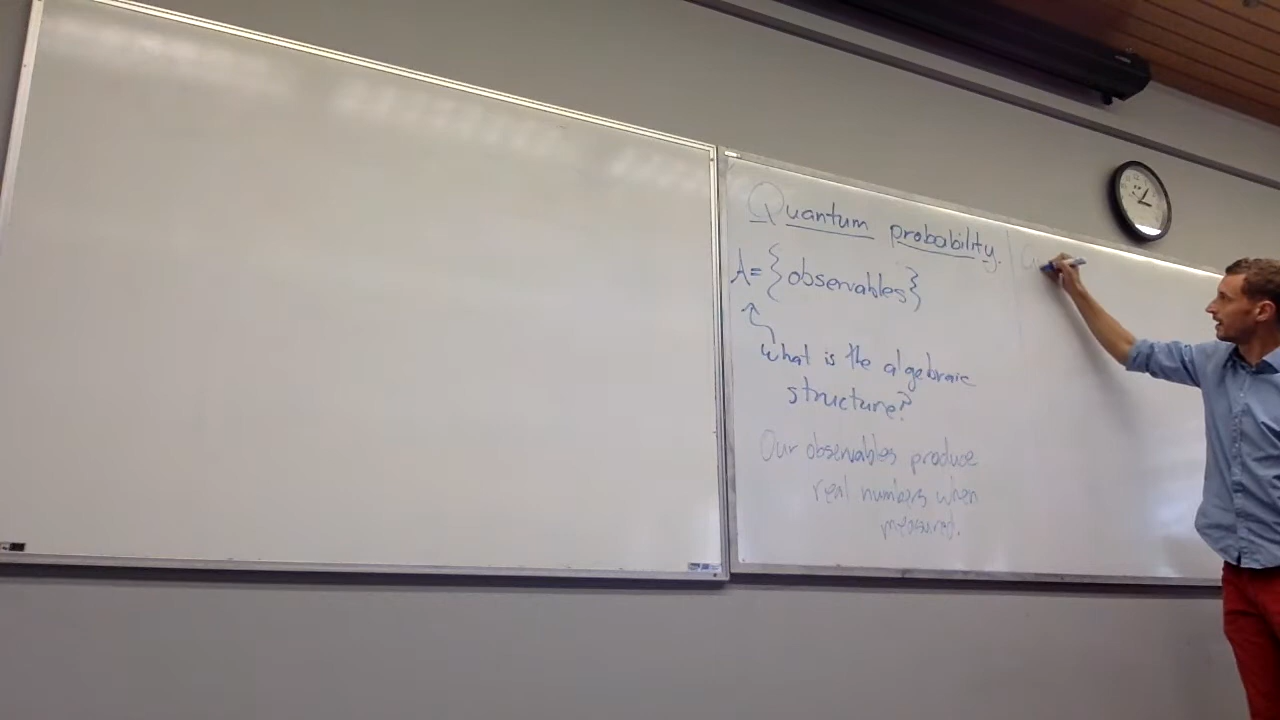 Quantum probability.
A = {observables}
What is the algebraic
structure?
Our observables produce
real numbers when
measured.